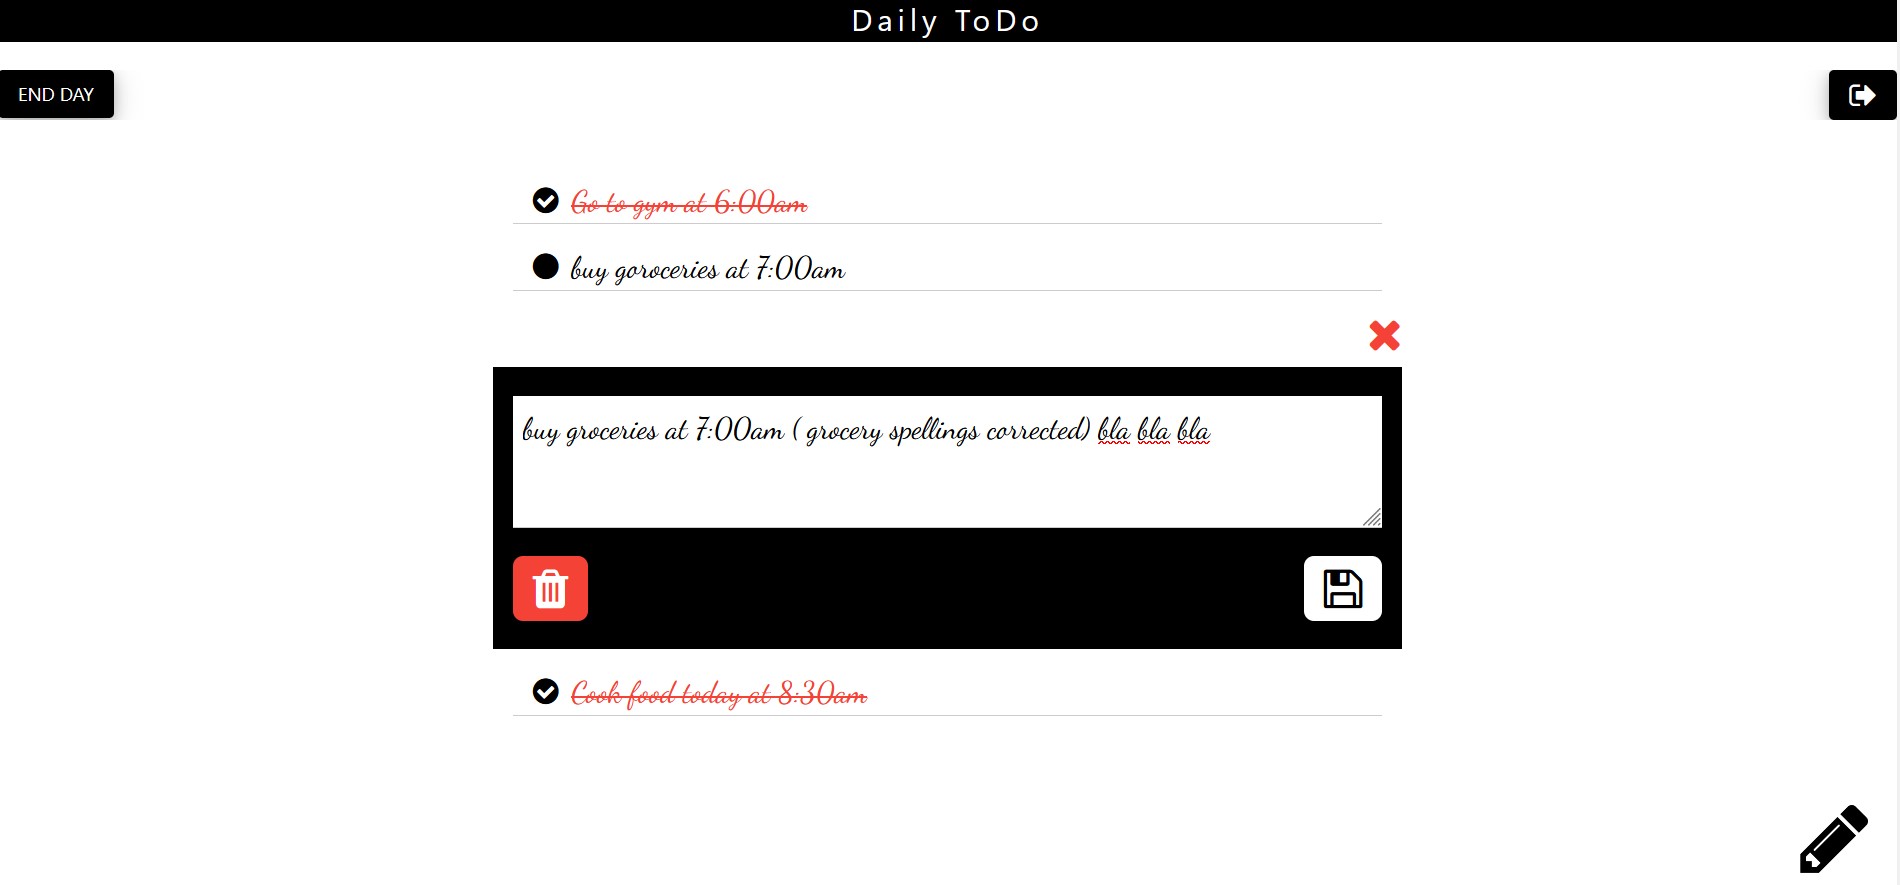 Daily ToDo
END DAY
Go to gym at 6:00am
buy goroceries at 7:00am
buy groceries at 7:00am ( grocery spellings corrected) bla bla bla
Cook food today at 8:30am